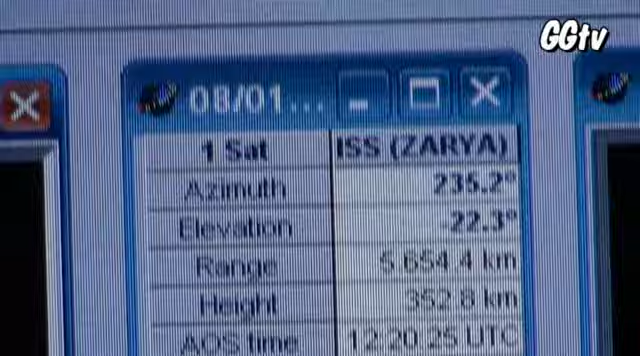 GGtv
08/01...
1 Sat ISS (ZARYA)
Azimuth 235.2°
Elevation -22.3°
Range 5 654.4 km
Height 352.8 km
AOS time 12:20:25 UTC